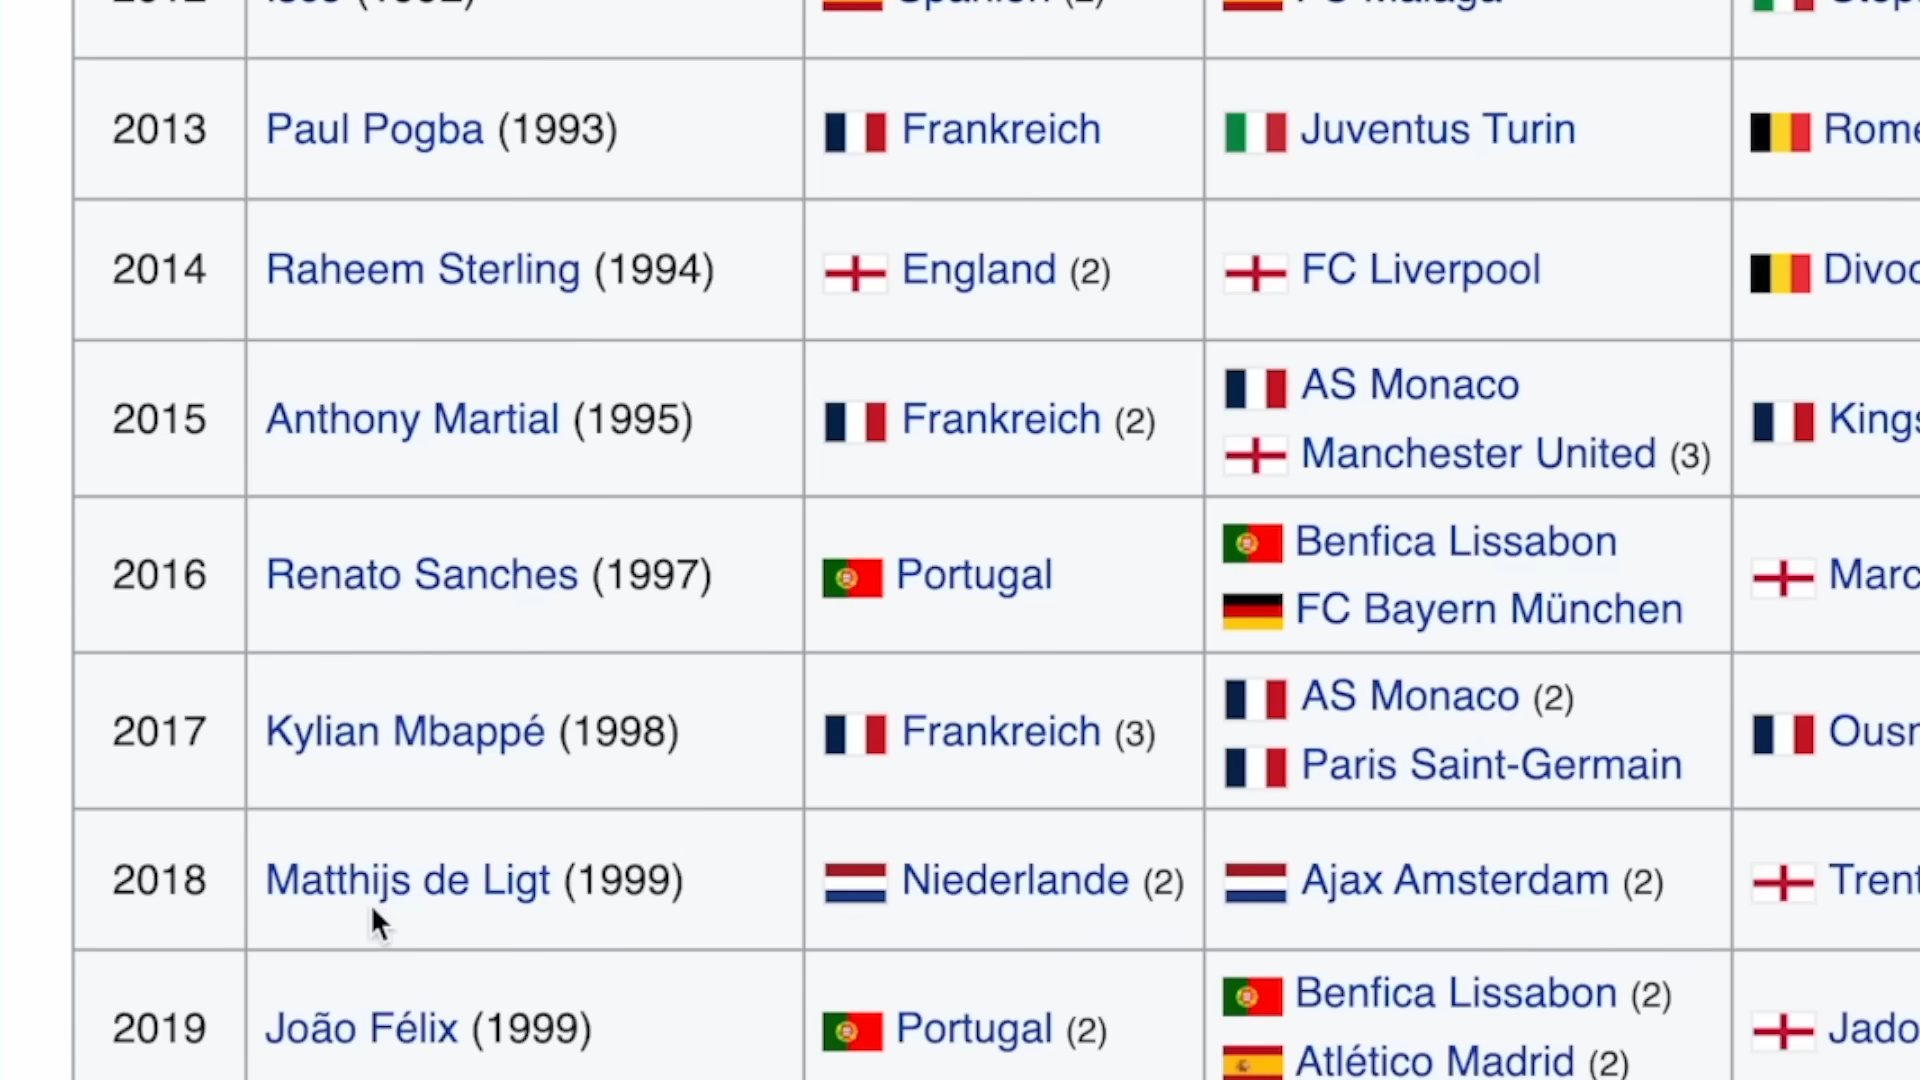 2013 Paul Pogba (1993) Frankreich Juventus Turin
2014 Raheem Sterling (1994) England (2) FC Liverpool
2015 Anthony Martial (1995) Frankreich (2) AS Monaco
Manchester United (3)
2016 Renato Sanches (1997) Portugal Benfica Lissabon
FC Bayern München
2017 Kylian Mbappé (1998) Frankreich (3) AS Monaco (2)
Paris Saint-Germain
2018 Matthijs de Ligt (1999) Niederlande (2) Ajax Amsterdam (2)
2019 João Félix (1999) Portugal (2) Benfica Lissabon (2)
Atlético Madrid (2)